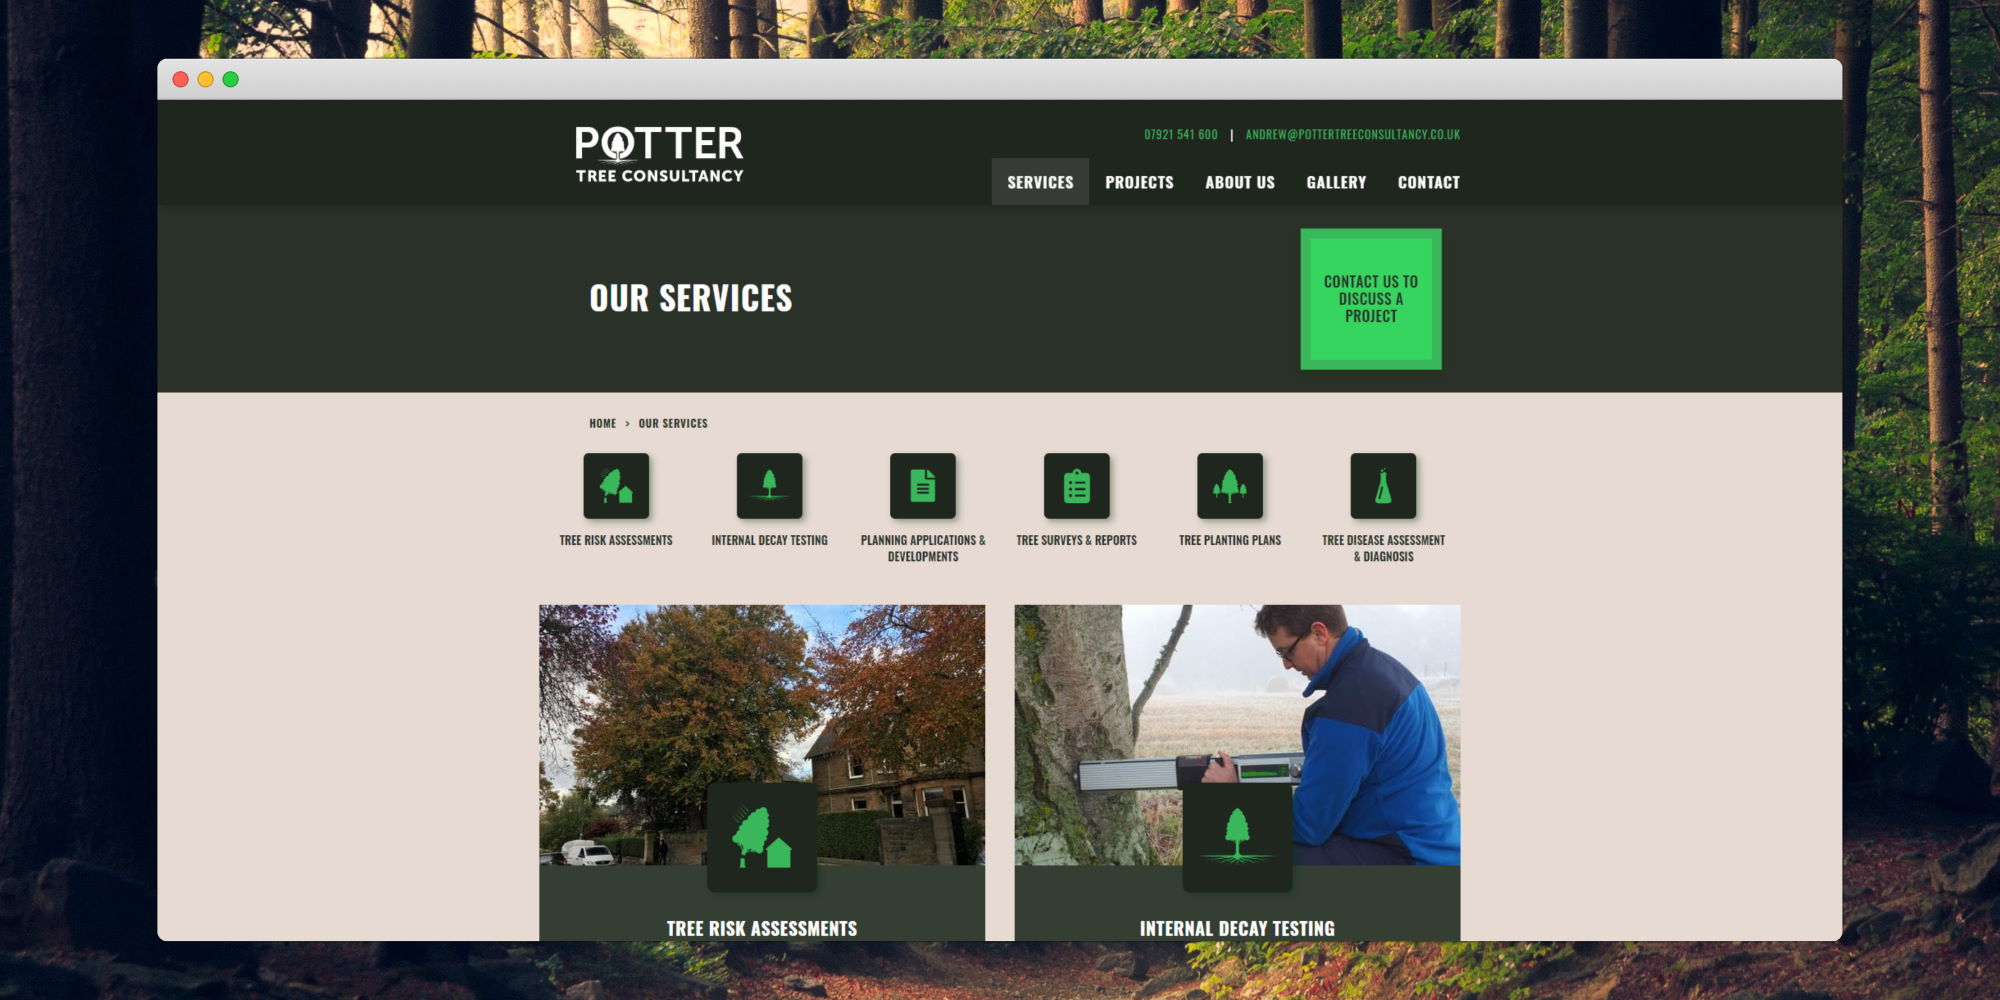 POTTER
TREE CONSULTANCY
07921 541 600 | ANDREW@POTTERTREECONSULTANCY.CO.UK
SERVICES PROJECTS ABOUT US GALLERY CONTACT
OUR SERVICES
CONTACT US TO
DISCUSS A
PROJECT
HOME > OUR SERVICES
TREE RISK ASSESSMENTS
INTERNAL DECAY TESTING
PLANNING APPLICATIONS &
DEVELOPMENTS
TREE SURVEYS & REPORTS
TREE PLANTING PLANS
TREE DISEASE ASSESSMENT
& DIAGNOSIS
TREE RISK ASSESSMENTS
INTERNAL DECAY TESTING